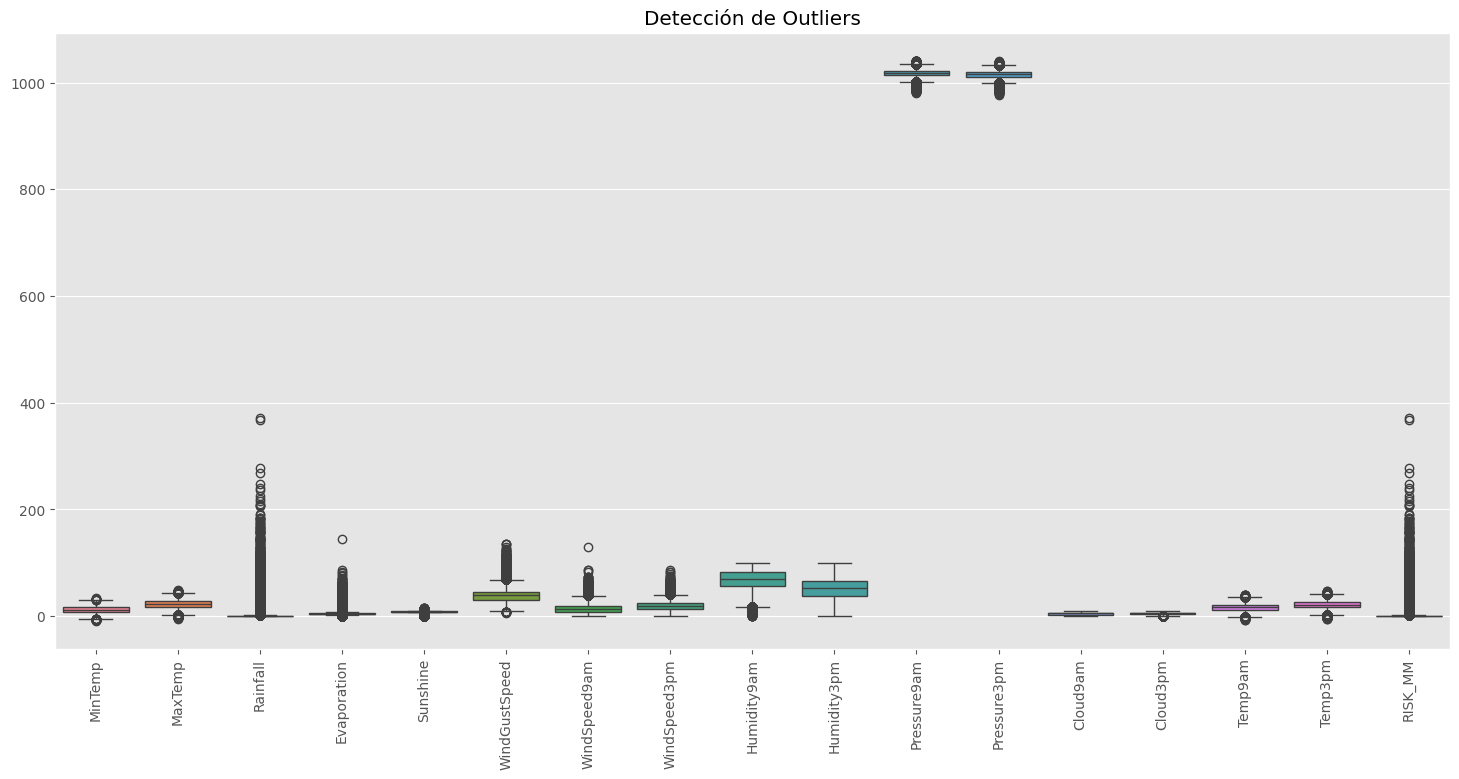 Detección de Outliers
1000
800
600
400
200
0
MinTemp
MaxTemp
Rainfall
Evaporation
Sunshine
WindGustSpeed
WindSpeed9am
WindSpeed3pm
Humidity9am
Humidity3pm
Pressure9am
Pressure3pm
Cloud9am
Cloud3pm
Temp9am
Temp3pm
RISK_MM